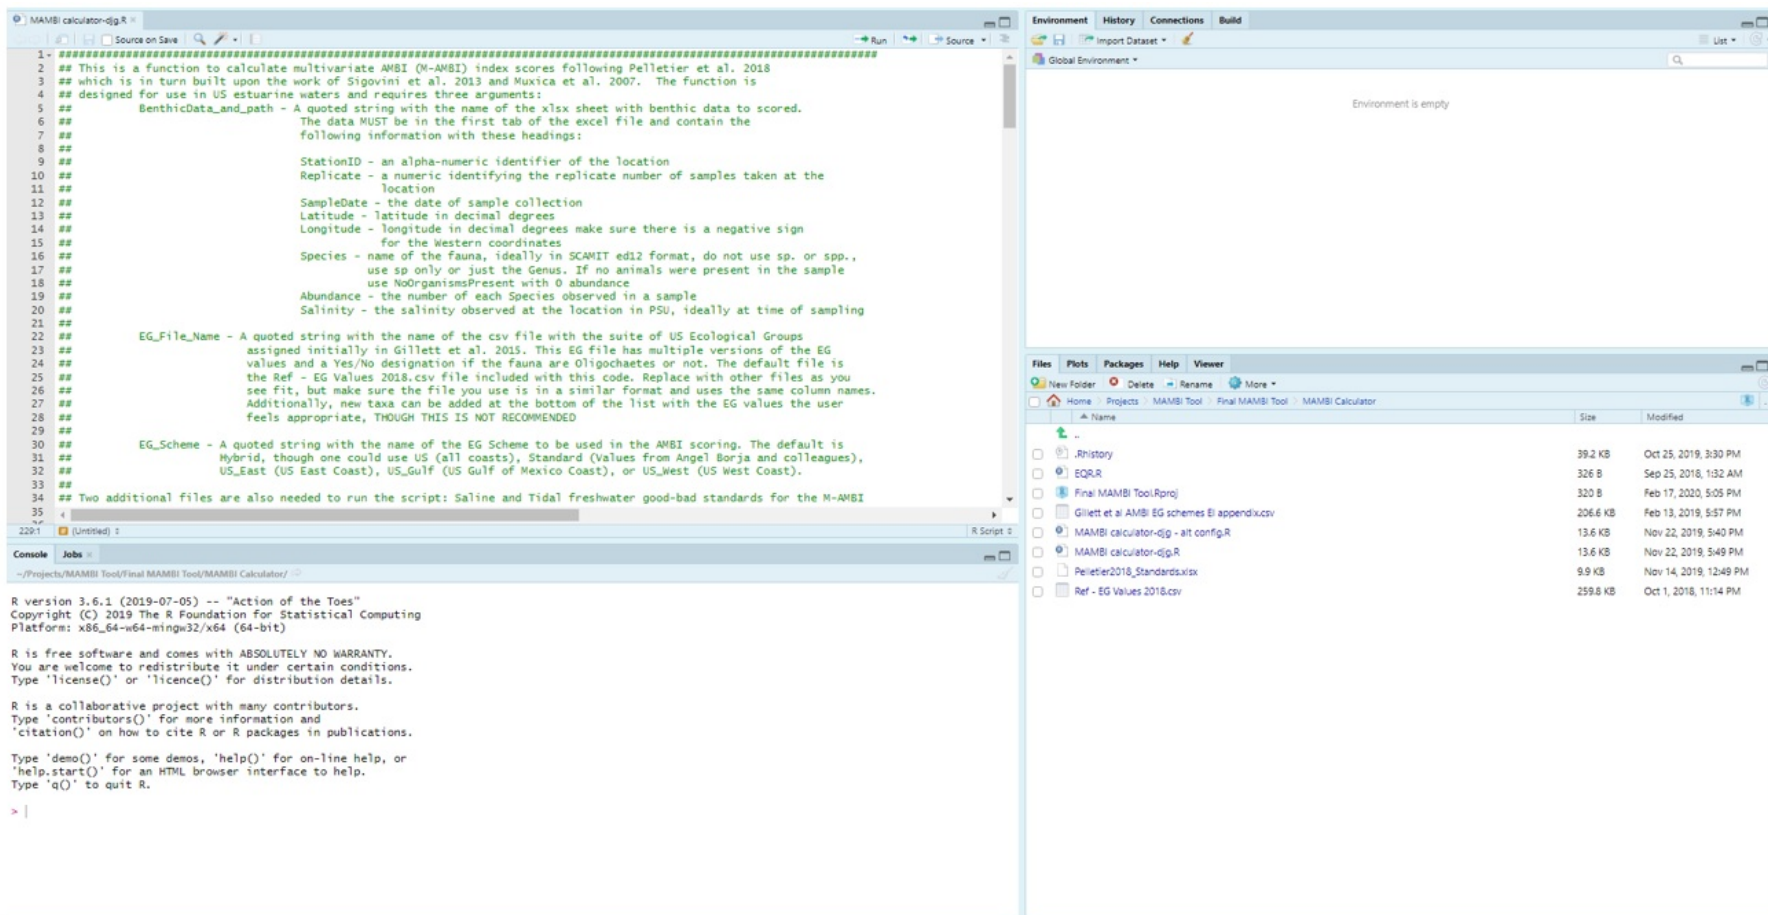 MAMBI calculator-djg.R
Source on Save
Run
Source
1 ##########################################################################################################################
2 ## This is a function to calculate multivariate AMBI (M-AMBI) index scores following Pelletier et al. 2018
3 ## which is in turn built upon the work of Sigovini et al. 2013 and Muxica et al. 2007. The function is
4 ## designed for use in US estuarine waters and requires three arguments:
5 ## BenthicData_and_path - A quoted string with the name of the xlsx sheet with benthic data to scored.
6 ## The data MUST be in the first tab of the excel file and contain the
7 ## following information with these headings:
8 ##
9 ## StationID - an alpha-numeric identifier of the location
10 ## Replicate - a numeric identifying the replicate number of samples taken at the
11 ## location
12 ## SampleDate - the date of sample collection
13 ## Latitude - latitude in decimal degrees
14 ## Longitude - longitude in decimal degrees make sure there is a negative sign
15 ## for the Western coordinates
16 ## Species - name of the fauna, ideally in SCAMIT ed12 format, do not use sp. or spp.,
17 ## use sp only or just the Genus. If no animals were present in the sample
18 ## use NoOrganismsPresent with 0 abundance
19 ## Abundance - the number of each Species observed in a sample
20 ## Salinity - the salinity observed at the location in PSU, ideally at time of sampling
21 ##
22 ## EG_File_Name - A quoted string with the name of the csv file with the suite of US Ecological Groups
23 ## assigned initially in Gillett et al. 2015. This EG file has multiple versions of the EG
24 ## values and a Yes/No designation if the fauna are Oligochaetes or not. The default file is
25 ## the Ref - EG Values 2018.csv file included with this code. Replace with other files as you
26 ## see fit, but make sure the file you use is in a similar format and uses the same column names.
27 ## Additionally, new taxa can be added at the bottom of the list with the EG values the user
28 ## feels appropriate, THOUGH THIS IS NOT RECOMMENDED
29 ##
30 ## EG_Scheme - A quoted string with the name of the EG Scheme to be used in the AMBI scoring. The default is
31 ## Hybrid, though one could use US (all coasts), Standard (Values from Angel Borja and colleagues),
32 ## US_East (US East Coast), US_Gulf (US Gulf of Mexico Coast), or US_West (US West Coast).
33 ##
34 ## Two additional files are also needed to run the script: Saline and Tidal freshwater good-bad standards for the M-AMBI
35
229:1 (Untitled) R Script
Console Jobs
~/Projects/MAMBI Tool/Final MAMBI Tool/MAMBI Calculator/
R version 3.6.1 (2019-07-05) -- "Action of the Toes"
Copyright (C) 2019 The R Foundation for Statistical Computing
Platform: x86_64-w64-mingw32/x64 (64-bit)
R is free software and comes with ABSOLUTELY NO WARRANTY.
You are welcome to redistribute it under certain conditions.
Type 'license()' or 'licence()' for distribution details.
R is a collaborative project with many contributors.
Type 'contributors()' for more information and
'citation()' on how to cite R or R packages in publications.
Type 'demo()' for some demos, 'help()' for on-line help, or
'help.start()' for an HTML browser interface to help.
Type 'q()' to quit R.
>
Environment History Connections Build
Import Dataset List
Global Environment
Environment is empty
Files Plots Packages Help Viewer
New Folder Delete Rename More
Home Projects MAMBI Tool Final MAMBI Tool MAMBI Calculator
Name Size Modified
..
.Rhistory 39.2 KB Oct 25, 2019, 3:30 PM
EQR.R 326 B Sep 25, 2018, 1:32 AM
Final MAMBI Tool.Rproj 320 B Feb 17, 2020, 5:05 PM
Gillett et al AMBI EG schemes EI appendix.csv 206.6 KB Feb 13, 2019, 5:57 PM
MAMBI calculator-djg - alt config.R 13.6 KB Nov 22, 2019, 5:40 PM
MAMBI calculator-djg.R 13.6 KB Nov 22, 2019, 5:49 PM
Pelletier2018_Standards.xlsx 9.9 KB Nov 14, 2019, 12:49 PM
Ref - EG Values 2018.csv 259.8 KB Oct 1, 2018, 11:14 PM